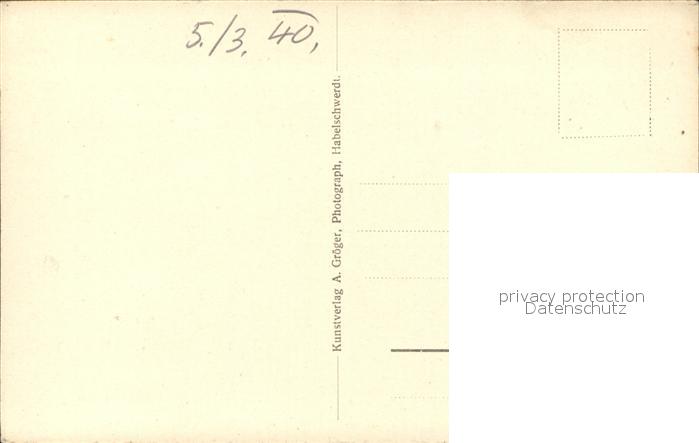 5./3. 40,
Kunstverlag A. Gröger, Photograph, Habelschwerdt.
privacy protection
Datenschutz